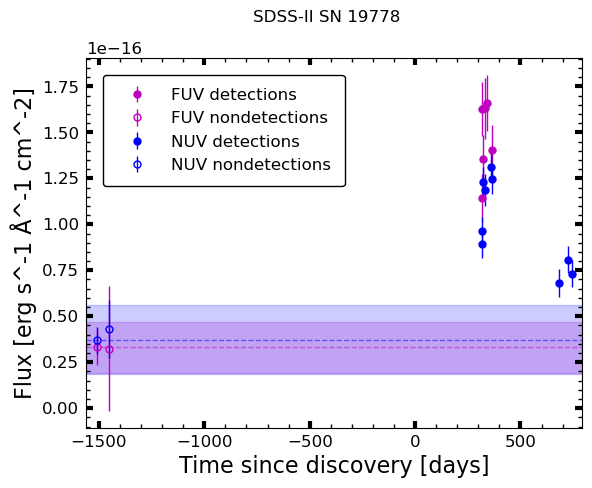 SDSS-II SN 19778
1e−16
Flux [erg s^-1 Å^-1 cm^-2]
1.75
1.50
1.25
1.00
0.75
0.50
0.25
0.00
FUV detections
FUV nondetections
NUV detections
NUV nondetections
−1500
−1000
−500
0
500
Time since discovery [days]